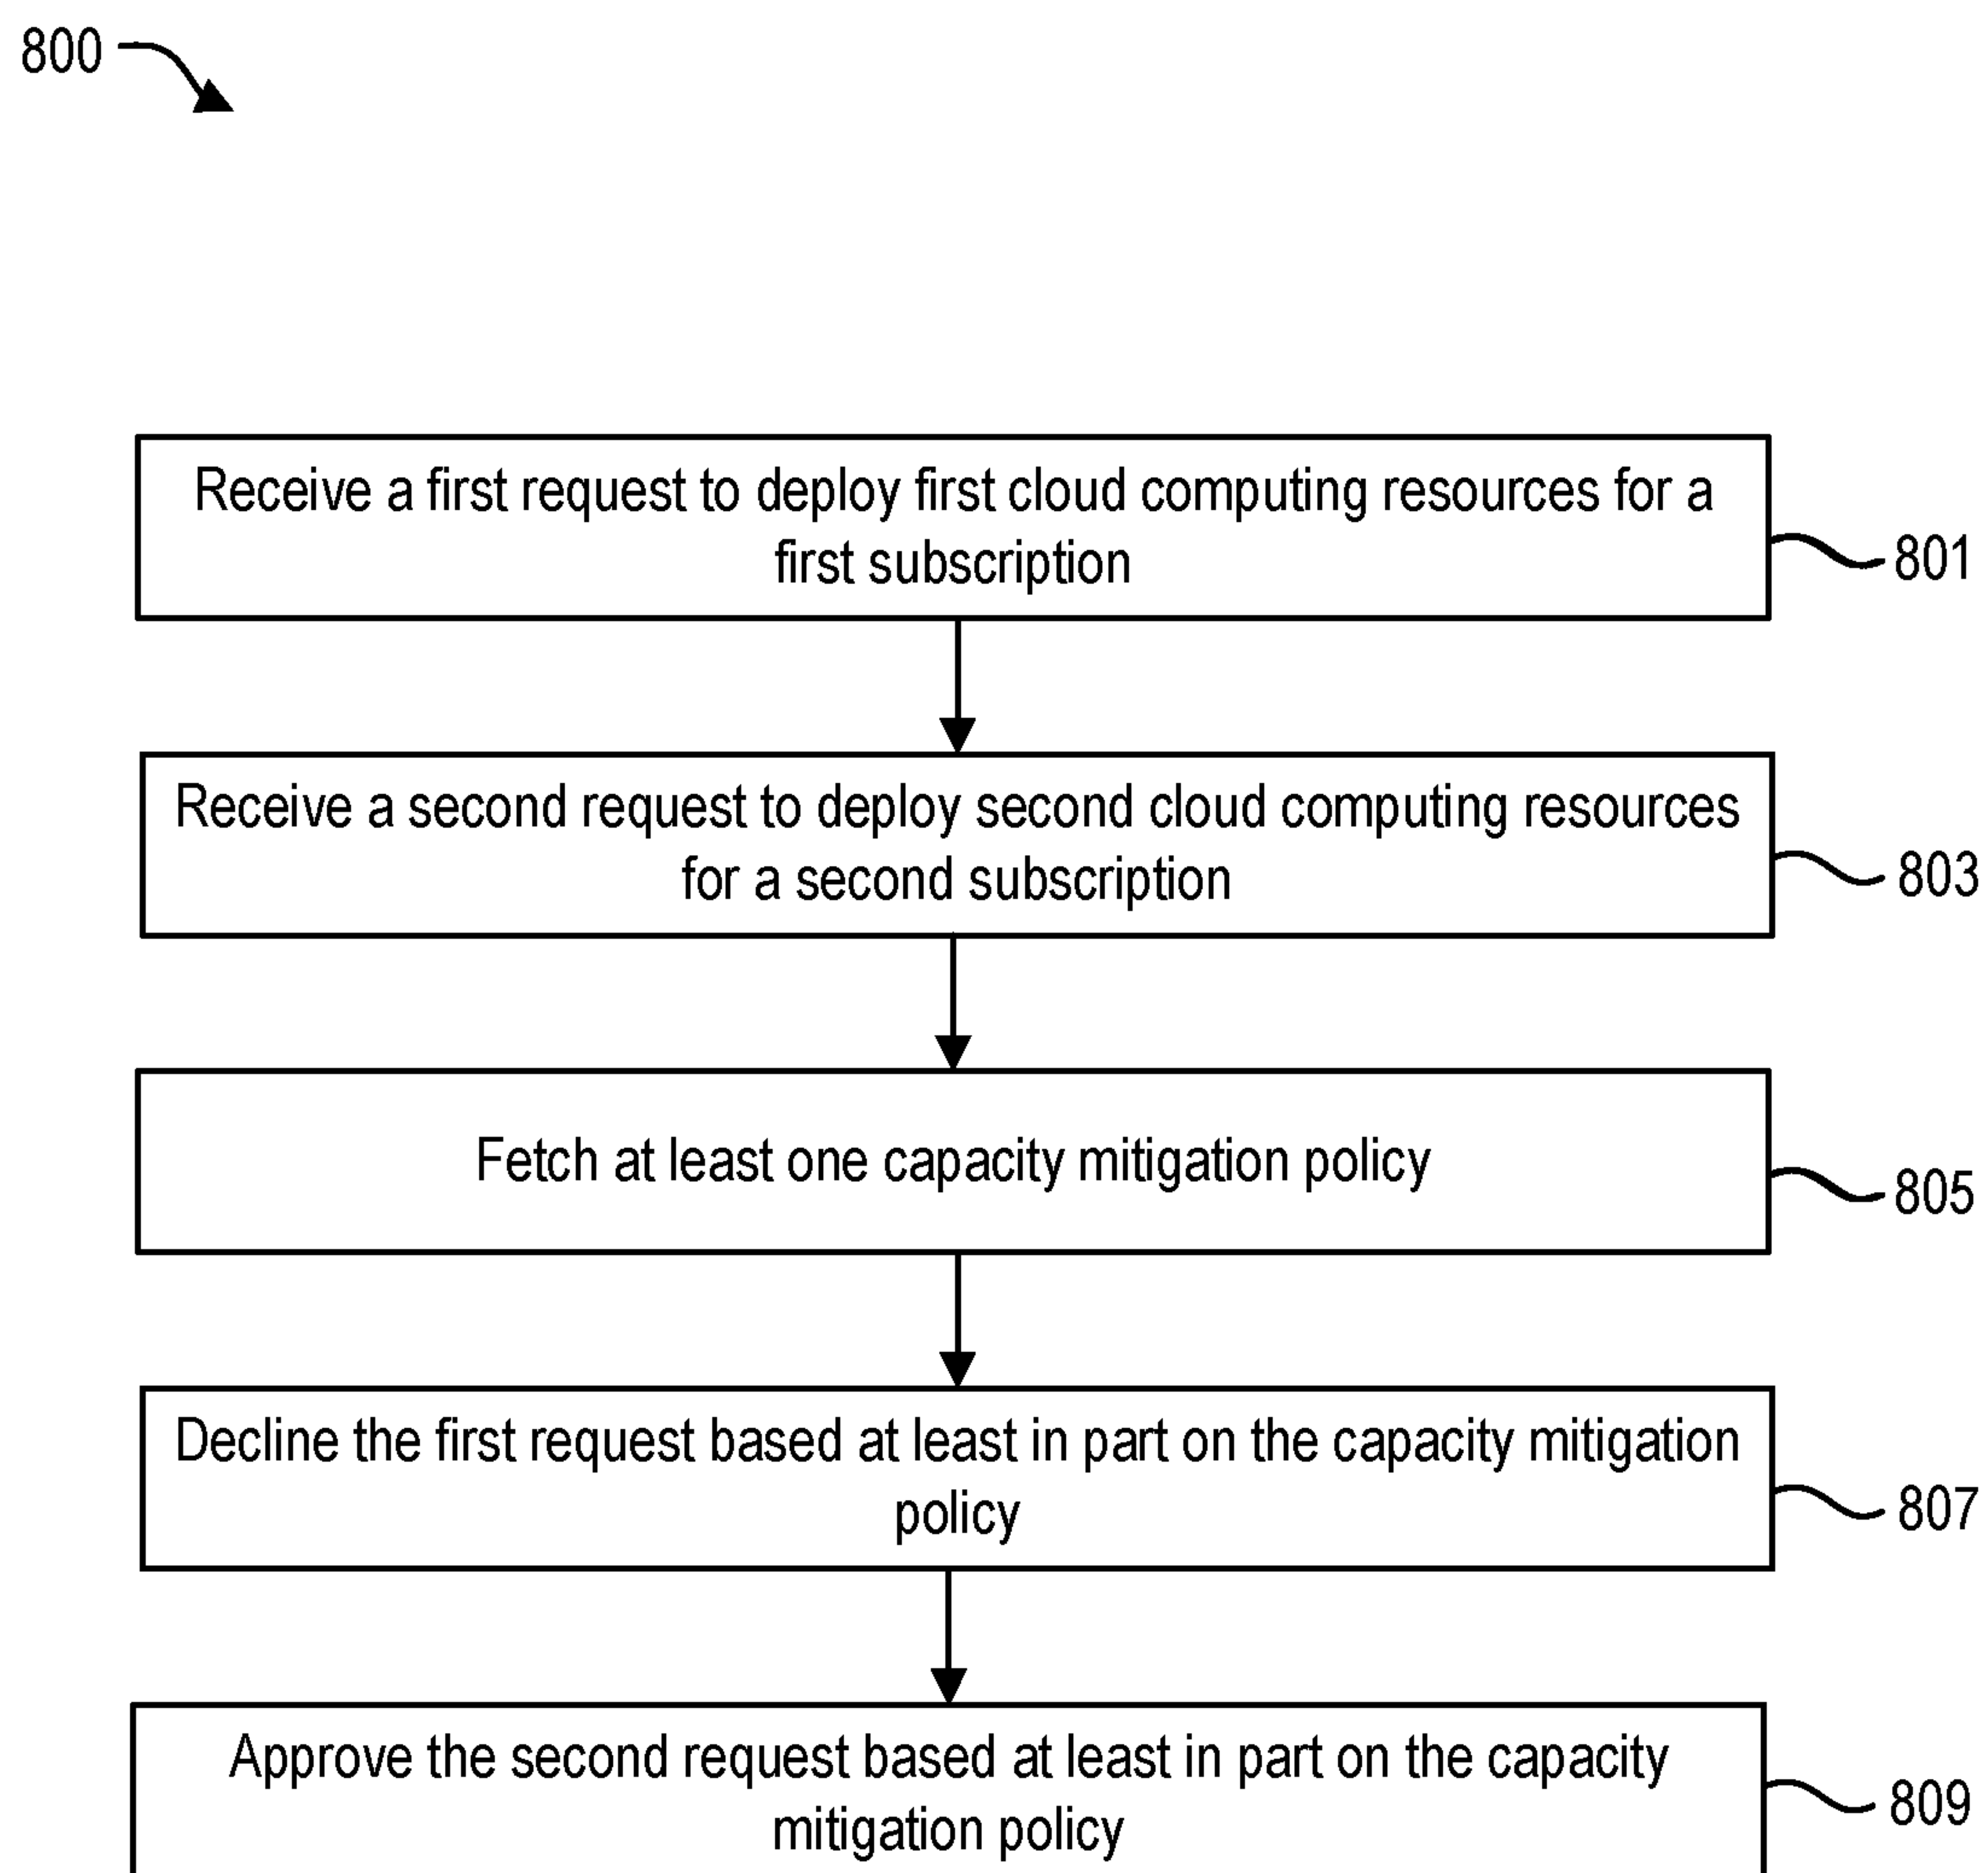 800
Receive a first request to deploy first cloud computing resources for a
first subscription
801
Receive a second request to deploy second cloud computing resources
for a second subscription
803
Fetch at least one capacity mitigation policy
805
Decline the first request based at least in part on the capacity mitigation
policy
807
Approve the second request based at least in part on the capacity
mitigation policy
809